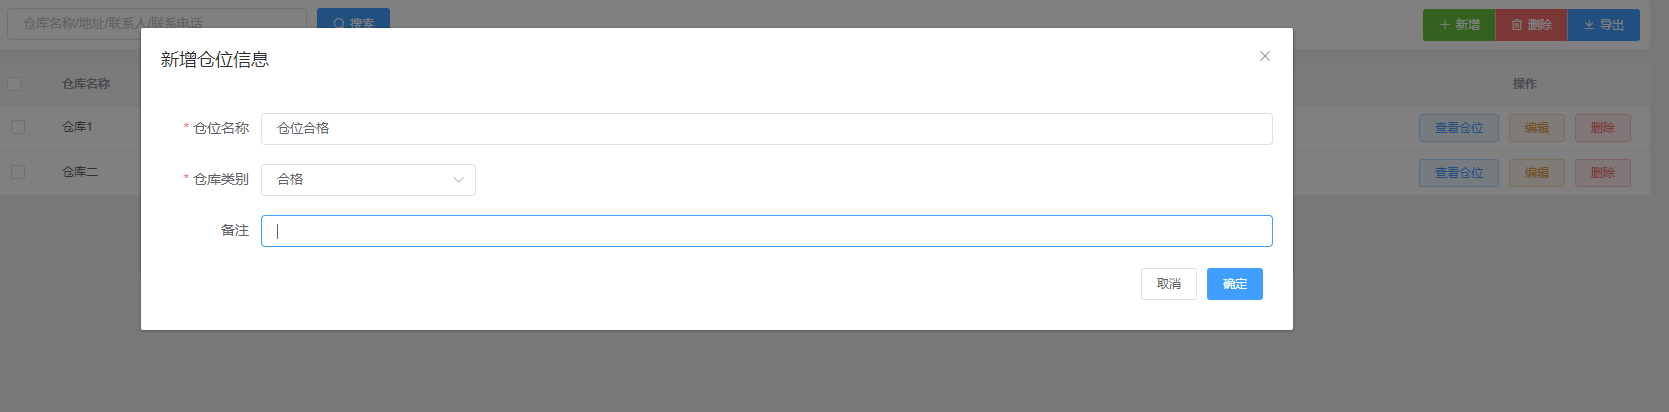 仓库名称/地址/联系人/联系电话
搜索
新增
删除
导出
新增仓位信息
仓库名称
操作
* 仓位名称
仓位合格
仓库1
查看仓位
编辑
删除
* 仓库类别
合格
仓库二
查看仓位
编辑
删除
备注
取消
确定